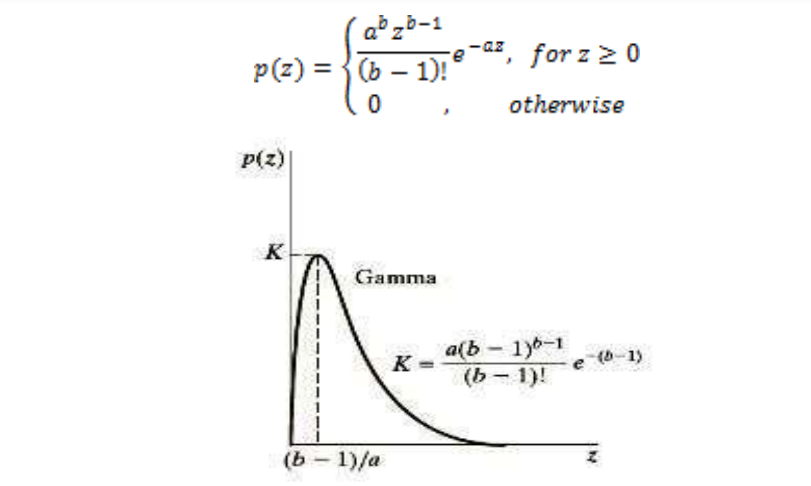 p(z) = { a^b z^{b−1} / (b − 1)! e^{−az}, for z ≥ 0
0 , otherwise
p(z)
K
Gamma
K = a(b − 1)^{b−1} / (b − 1)! e^{−(b−1)}
(b − 1)/a
z